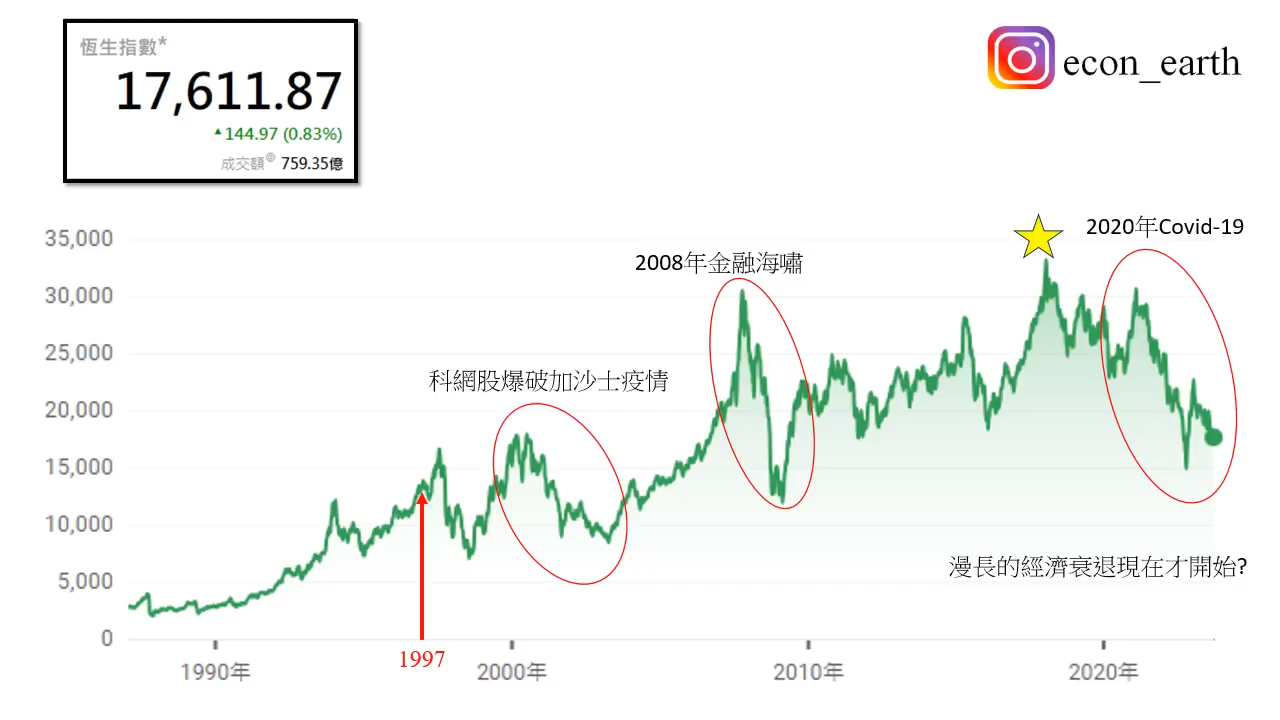 恆生指數*
17,611.87
▲144.97 (0.83%)
成交額◎ 759.35億
econ_earth
35,000
30,000
25,000
20,000
15,000
10,000
5,000
0
2020年Covid-19
2008年金融海嘯
科網股爆破加沙士疫情
漫長的經濟衰退現在才開始?
1997
1990年
2000年
2010年
2020年